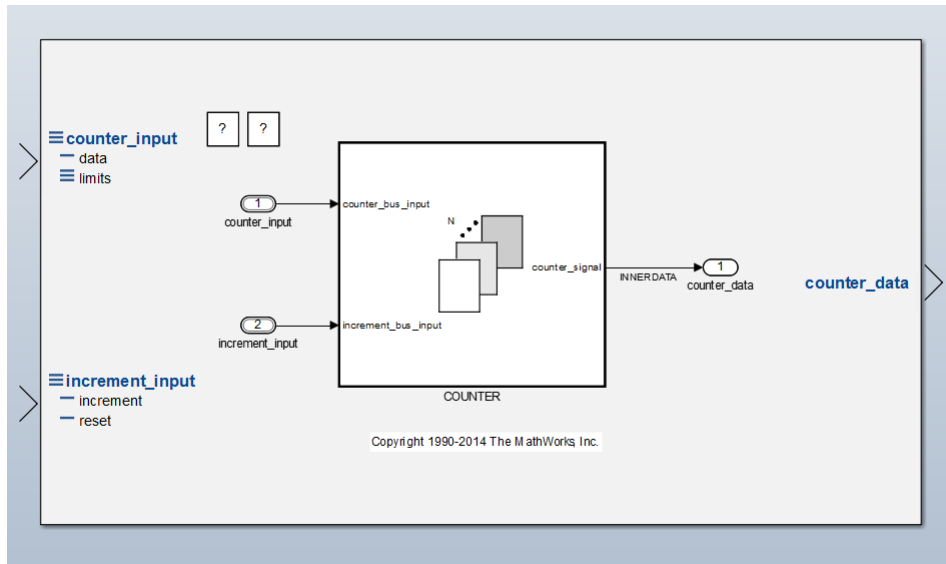 ? ?
counter_input
data
limits
1
counter_input
counter_bus_input
N
counter_signal
INNERDATA
1
counter_data
counter_data
2
increment_input
increment_bus_input
increment_input
increment
reset
COUNTER
Copyright 1990-2014 The MathWorks, Inc.